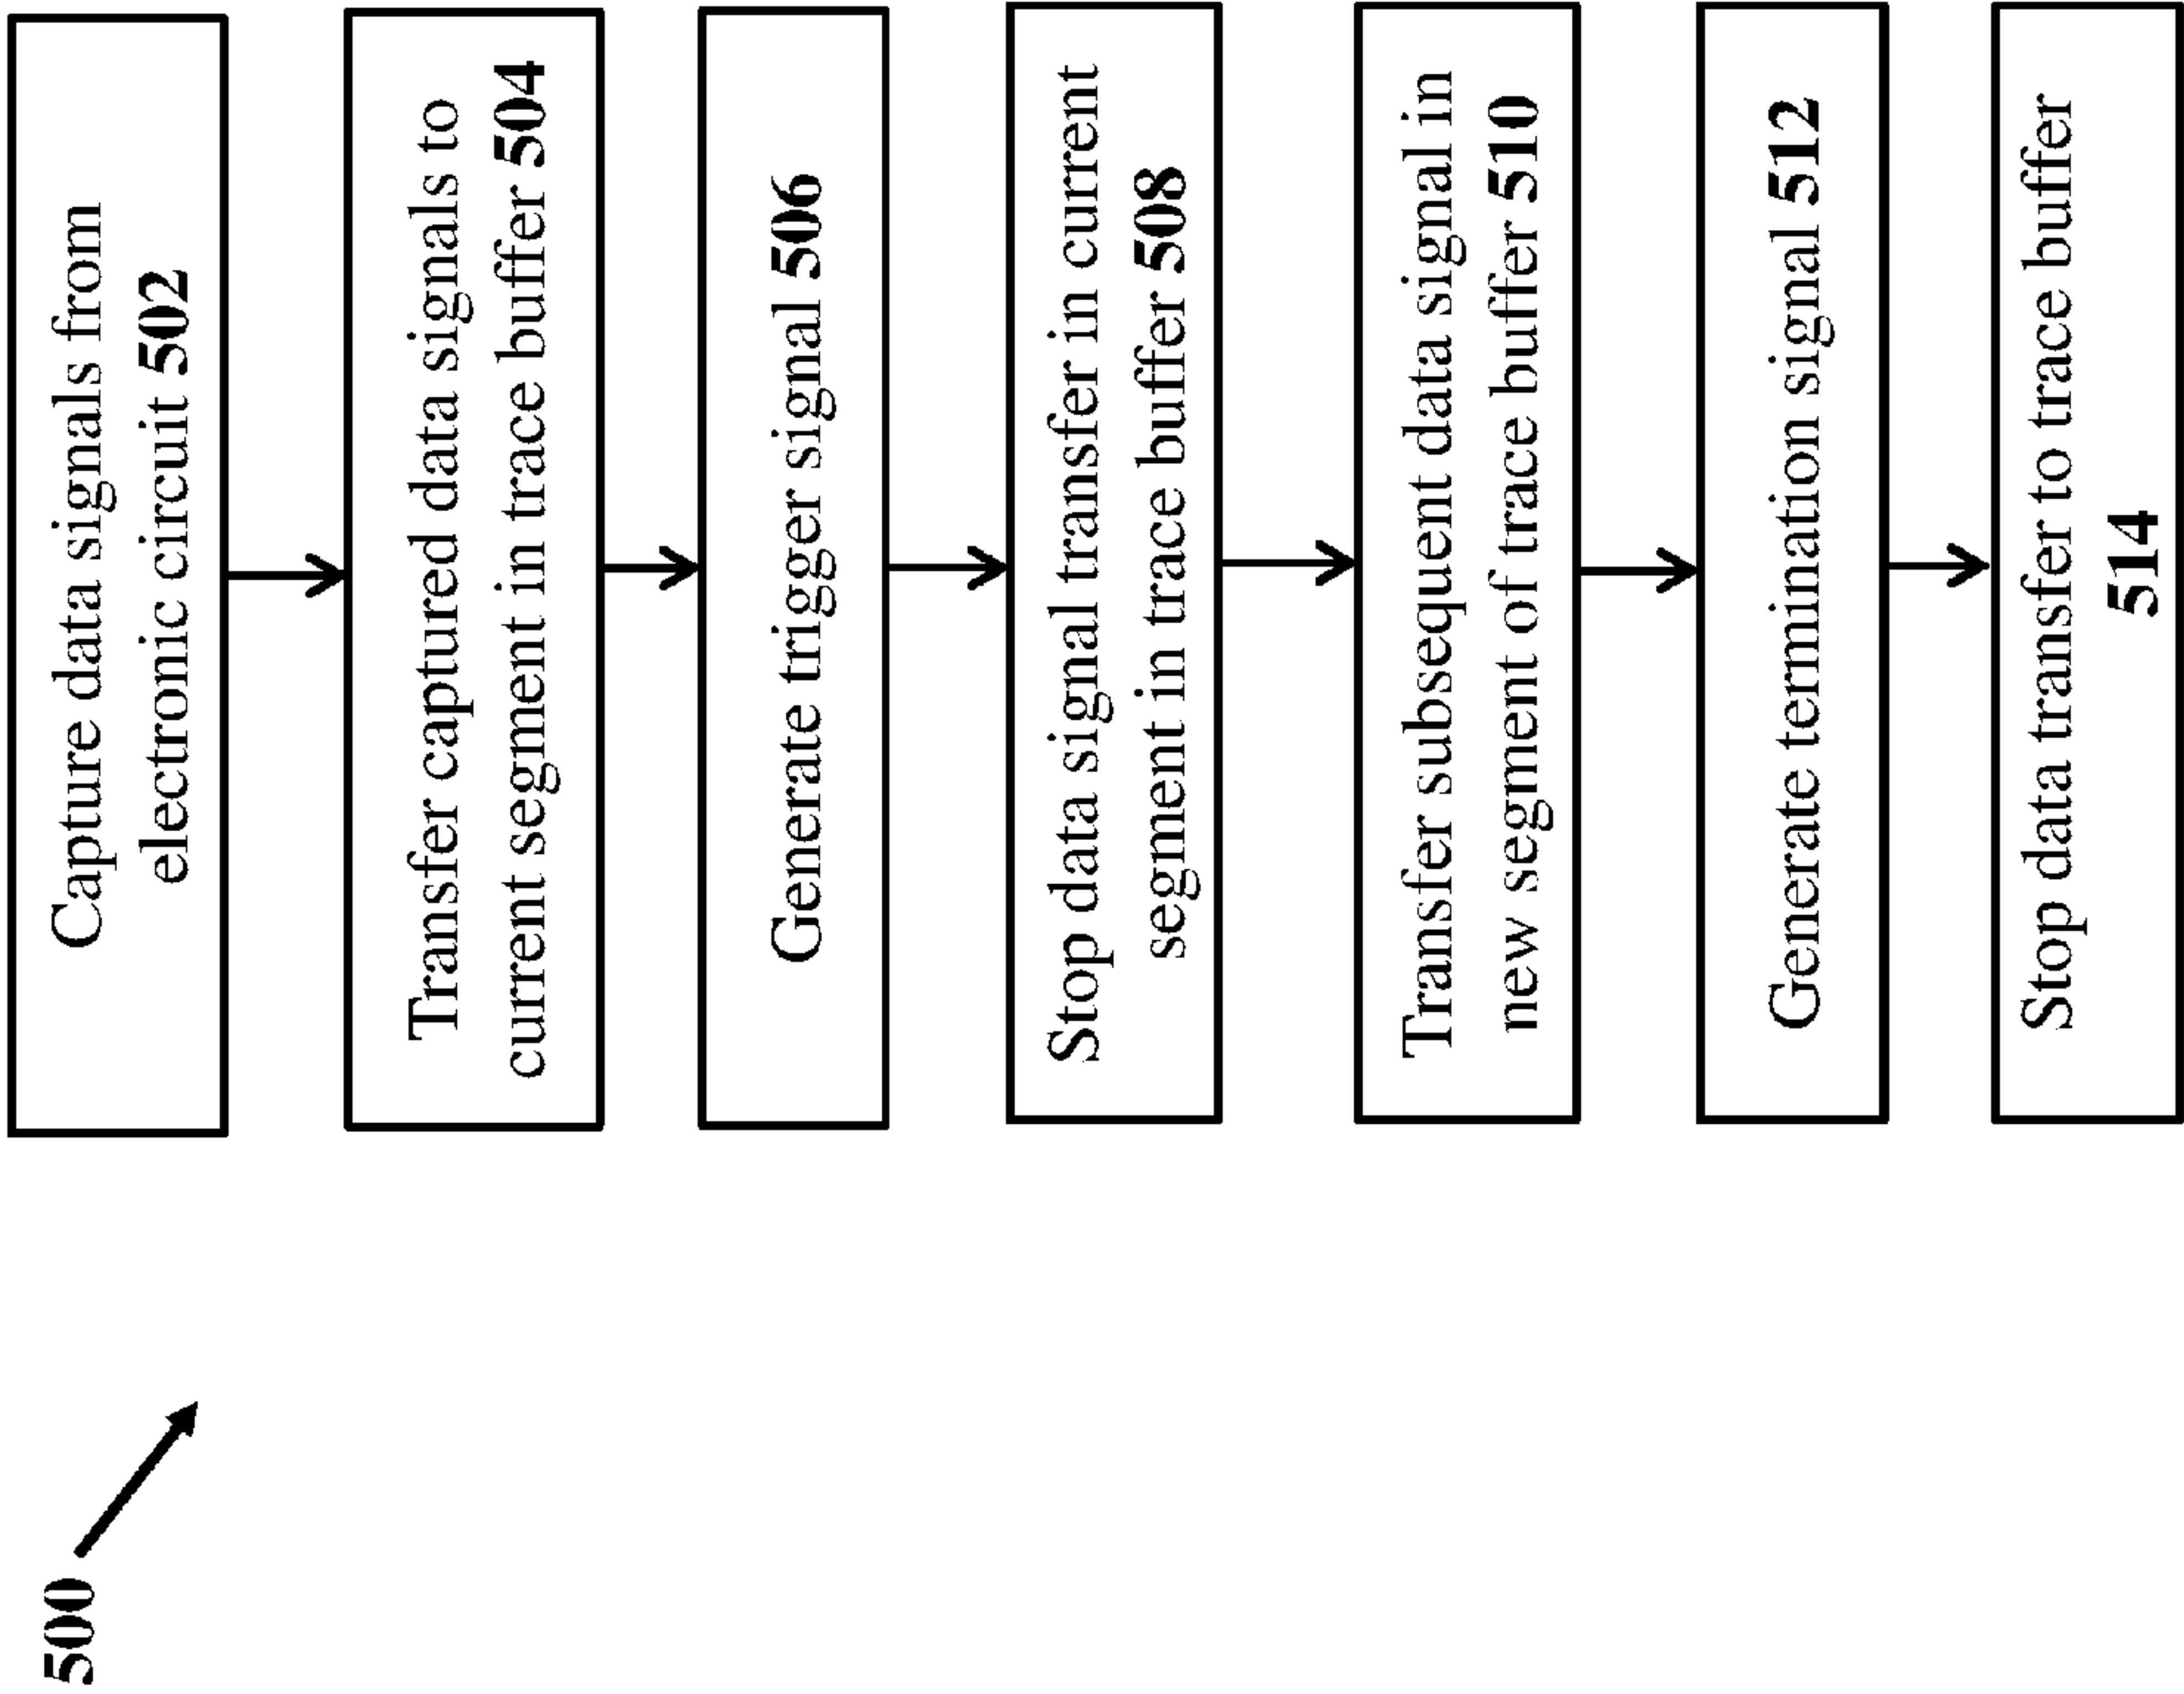 500
Capture data signals from
electronic circuit 502
Transfer captured data signals to
current segment in trace buffer 504
Generate trigger signal 506
Stop data signal transfer in current
segment in trace buffer 508
Transfer subsequent data signal in
new segment of trace buffer 510
Generate termination signal 512
Stop data transfer to trace buffer
514